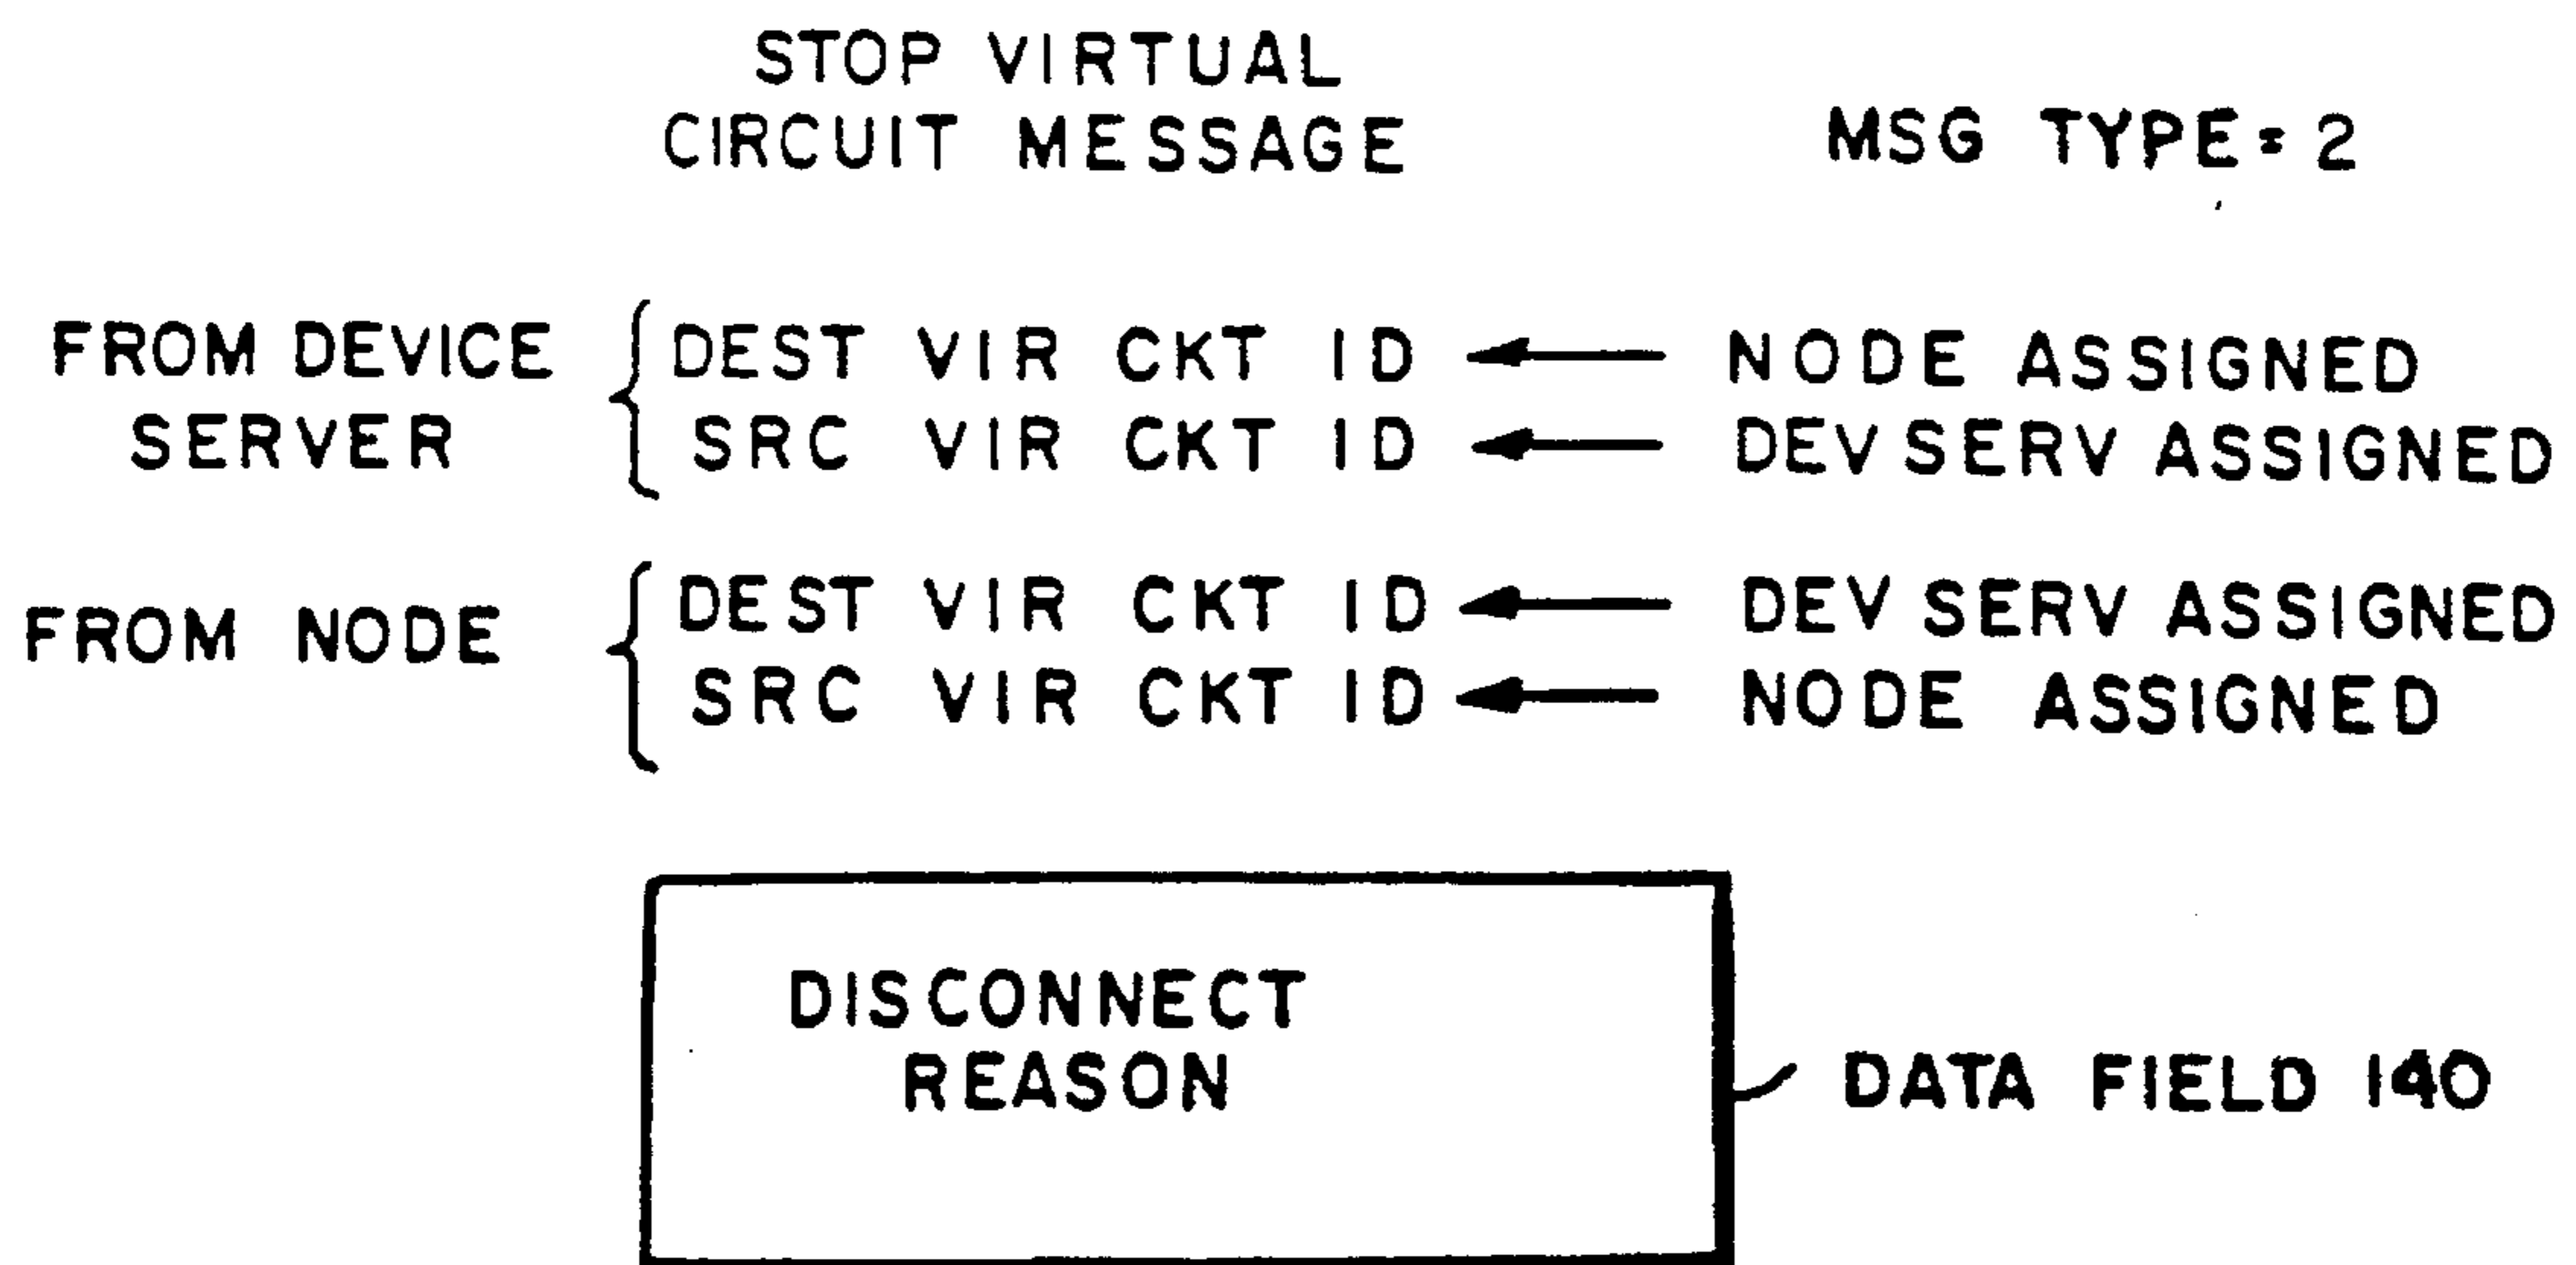 STOP VIRTUAL
CIRCUIT MESSAGE
MSG TYPE = 2
FROM DEVICE
SERVER
DEST VIR CKT ID
NODE ASSIGNED
SRC VIR CKT ID
DEV SERV ASSIGNED
FROM NODE
DEST VIR CKT ID
DEV SERV ASSIGNED
SRC VIR CKT ID
NODE ASSIGNED
DISCONNECT
REASON
DATA FIELD 140